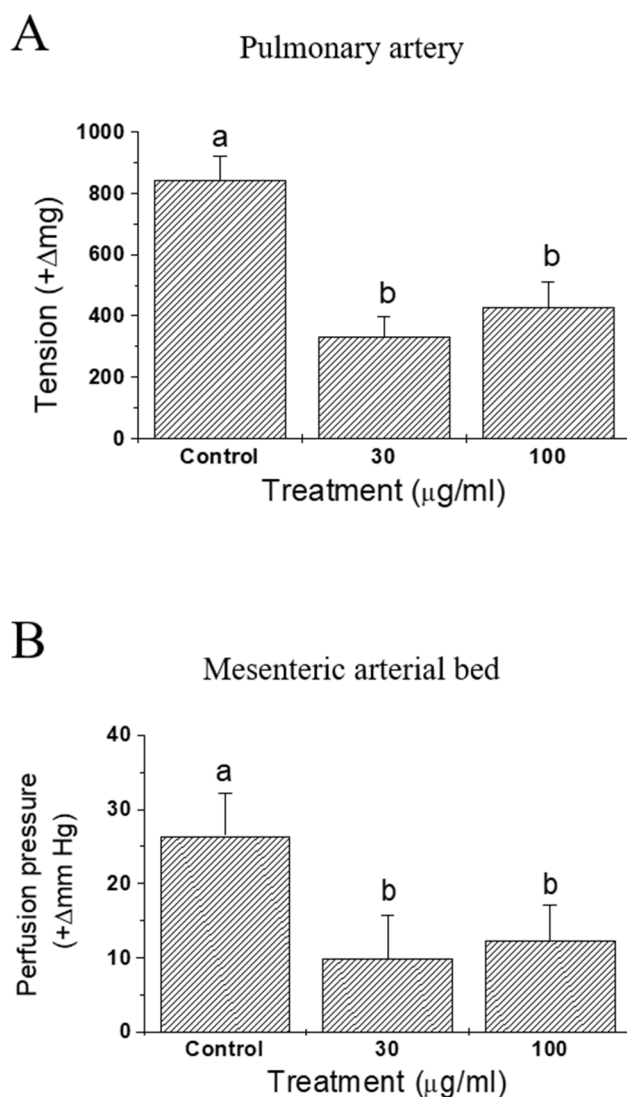 A
Pulmonary artery
1000
800
600
400
200
0
Tension (+Δmg)
a
b
b
Control 30 100
Treatment (μg/ml)
B
Mesenteric arterial bed
40
30
20
10
0
Perfusion pressure
(+Δmm Hg)
a
b
b
Control 30 100
Treatment (μg/ml)